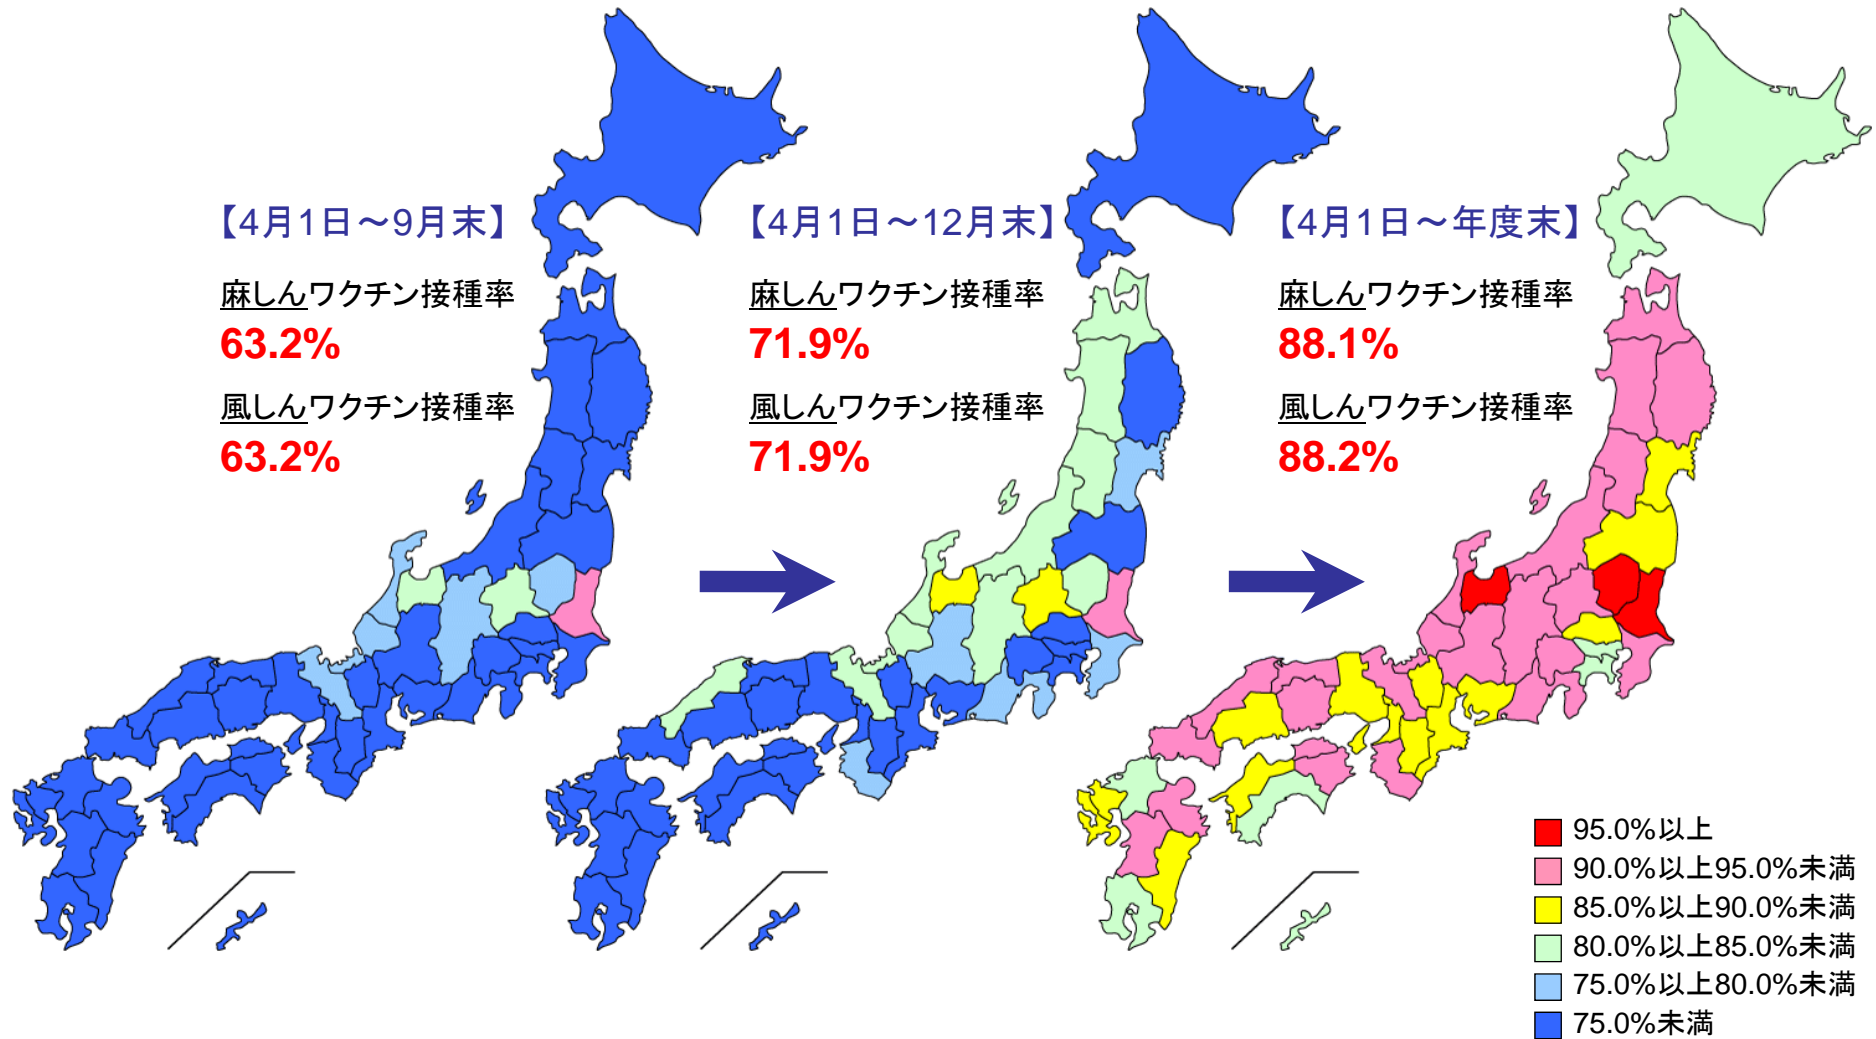 【4月1日～9月末】
麻しんワクチン接種率
63.2%
風しんワクチン接種率
63.2%
【4月1日～12月末】
麻しんワクチン接種率
71.9%
風しんワクチン接種率
71.9%
【4月1日～年度末】
麻しんワクチン接種率
88.1%
風しんワクチン接種率
88.2%
95.0%以上
90.0%以上95.0%未満
85.0%以上90.0%未満
80.0%以上85.0%未満
75.0%以上80.0%未満
75.0%未満